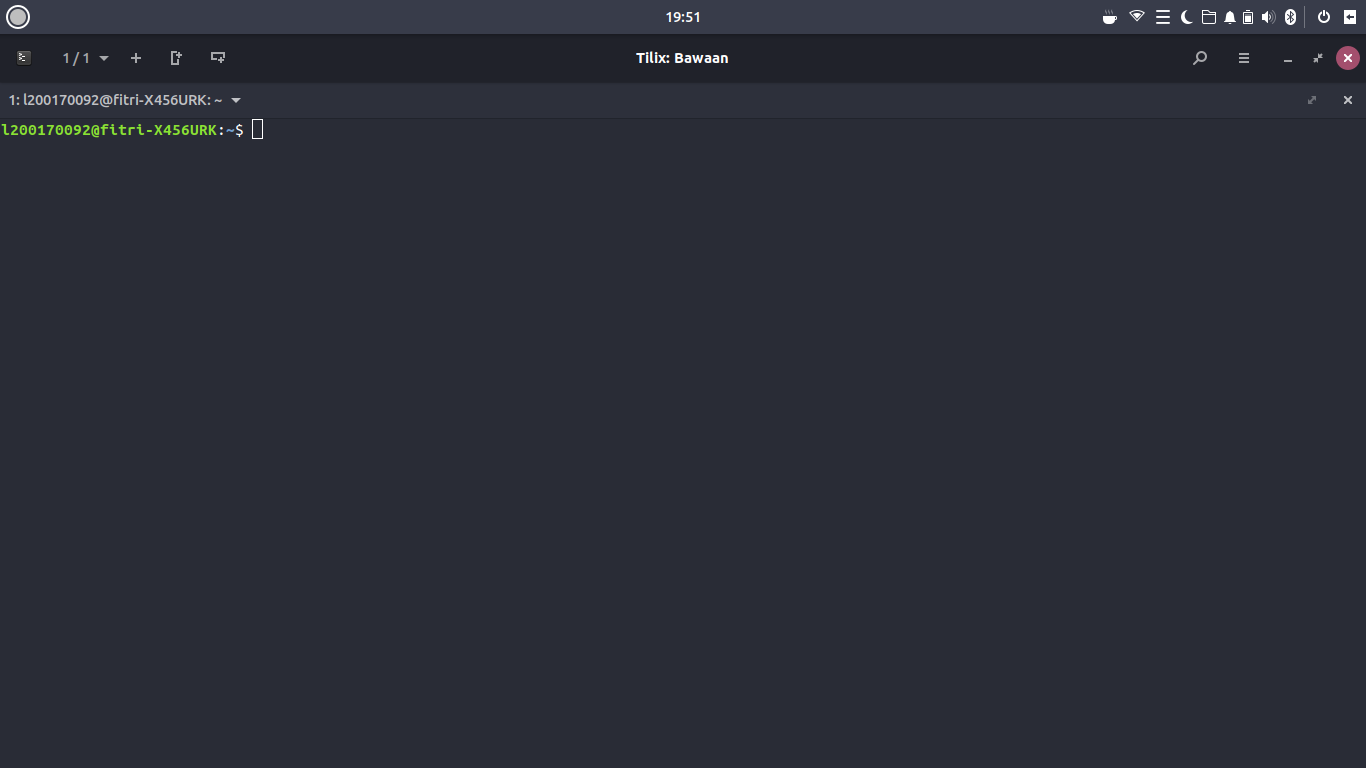 19:51
1 / 1
Tilix: Bawaan
1: l200170092@fitri-X456URK: ~
l200170092@fitri-X456URK:~$